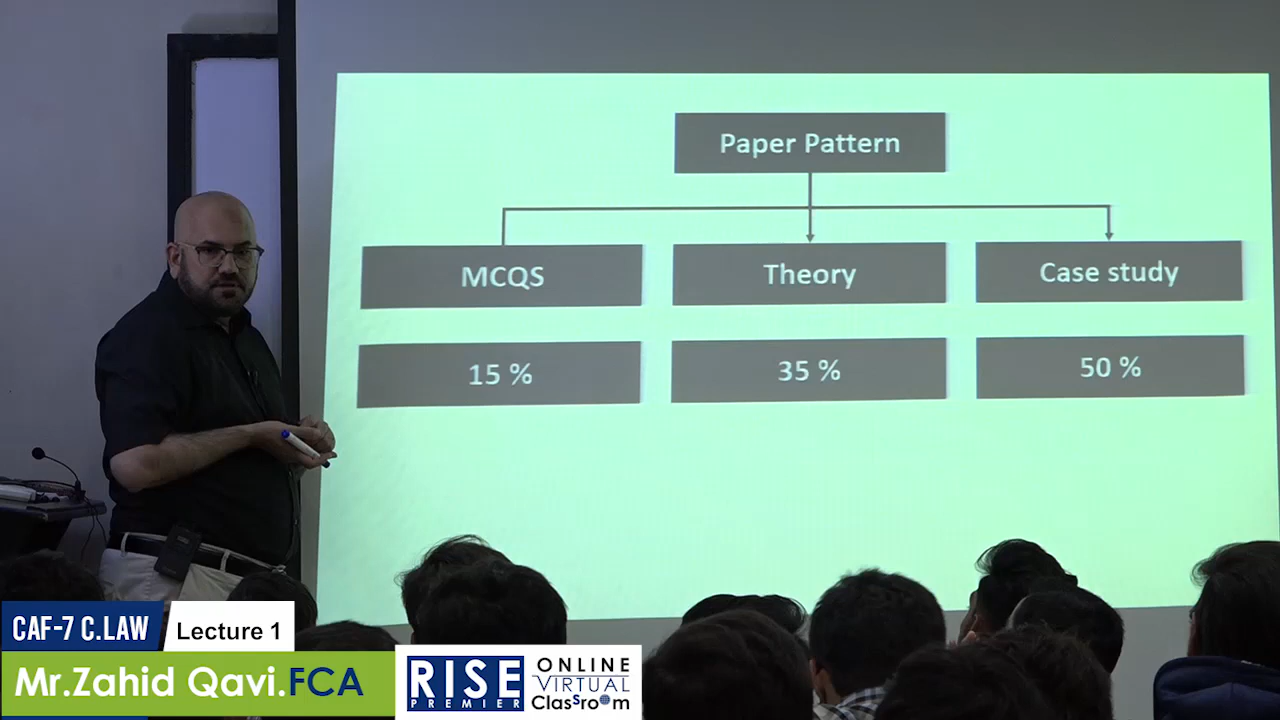 Paper Pattern
MCQS
Theory
Case study
15 %
35 %
50 %
CAF-7 C.LAW
Lecture 1
Mr.Zahid Qavi.FCA
RISE
PREMIER
ONLINE
VIRTUAL
ClasSroom